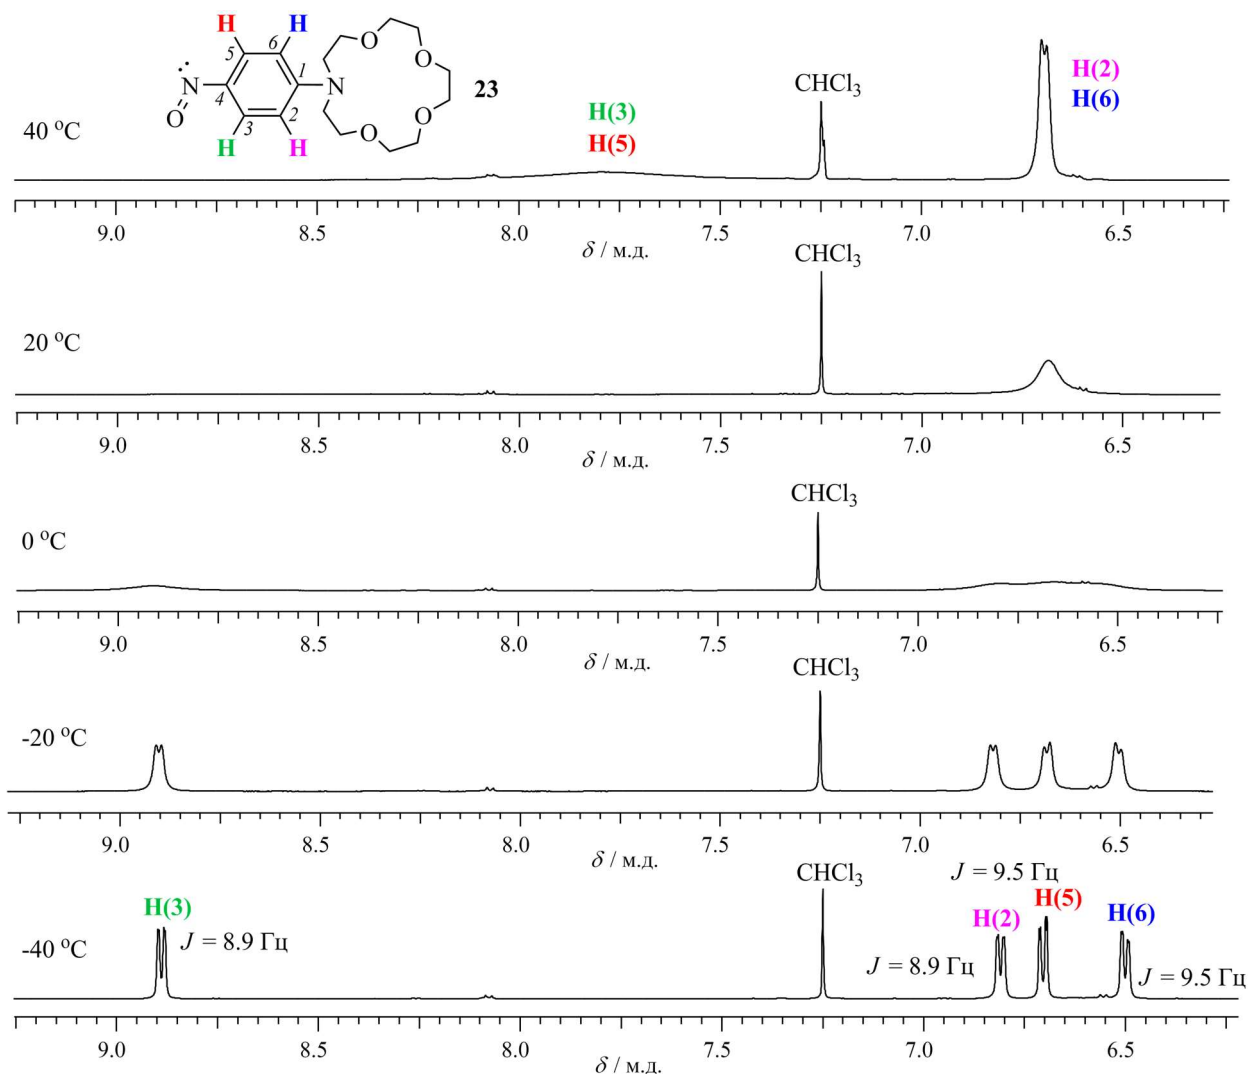 H H
5 6
O
O
N
4 1
N
23
O
3 2
O O
H H
40 °C
H(3)
H(5)
CHCl3
H(2)
H(6)
9.0 8.5 8.0 7.5 7.0 6.5
δ / м.д.
CHCl3
20 °C
9.0 8.5 8.0 7.5 7.0 6.5
δ / м.д.
CHCl3
0 °C
9.0 8.5 8.0 7.5 7.0 6.5
δ / м.д.
CHCl3
-20 °C
9.0 8.5 8.0 7.5 7.0 6.5
δ / м.д.
CHCl3
J = 9.5 Гц
-40 °C
H(3)
J = 8.9 Гц
H(2) H(5) H(6)
J = 8.9 Гц
J = 9.5 Гц
9.0 8.5 8.0 7.5 7.0 6.5
δ / м.д.